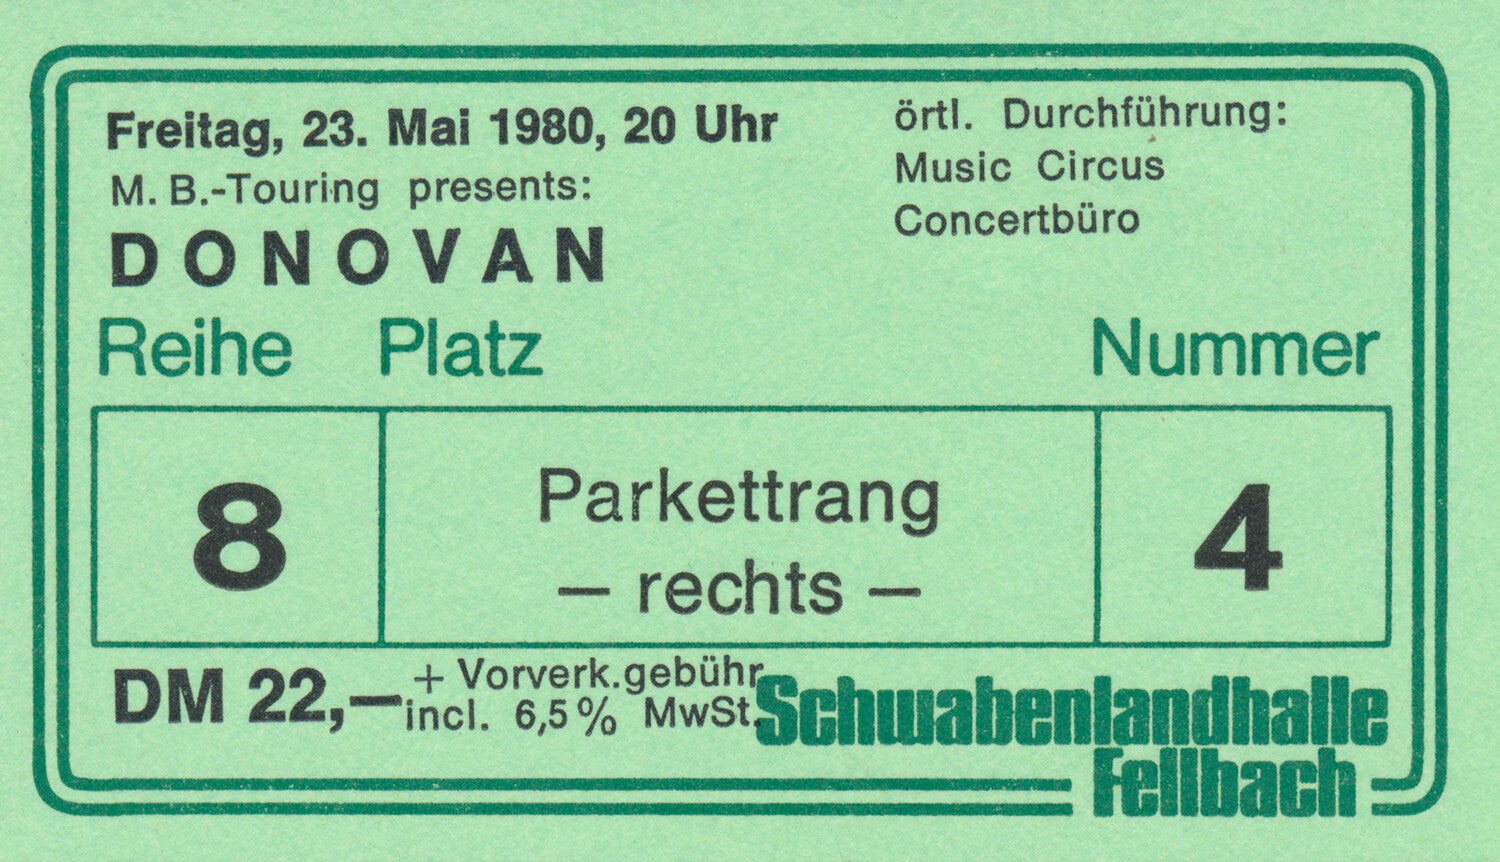 Freitag, 23. Mai 1980, 20 Uhr
M. B.-Touring presents:
DONOVAN
örtl. Durchführung:
Music Circus
Concertbüro
Reihe Platz Nummer
8 Parkettrang 4
– rechts –
DM 22,— + Vorverk.gebühr
incl. 6,5% MwSt.
Schwabenlandhalle
Fellbach